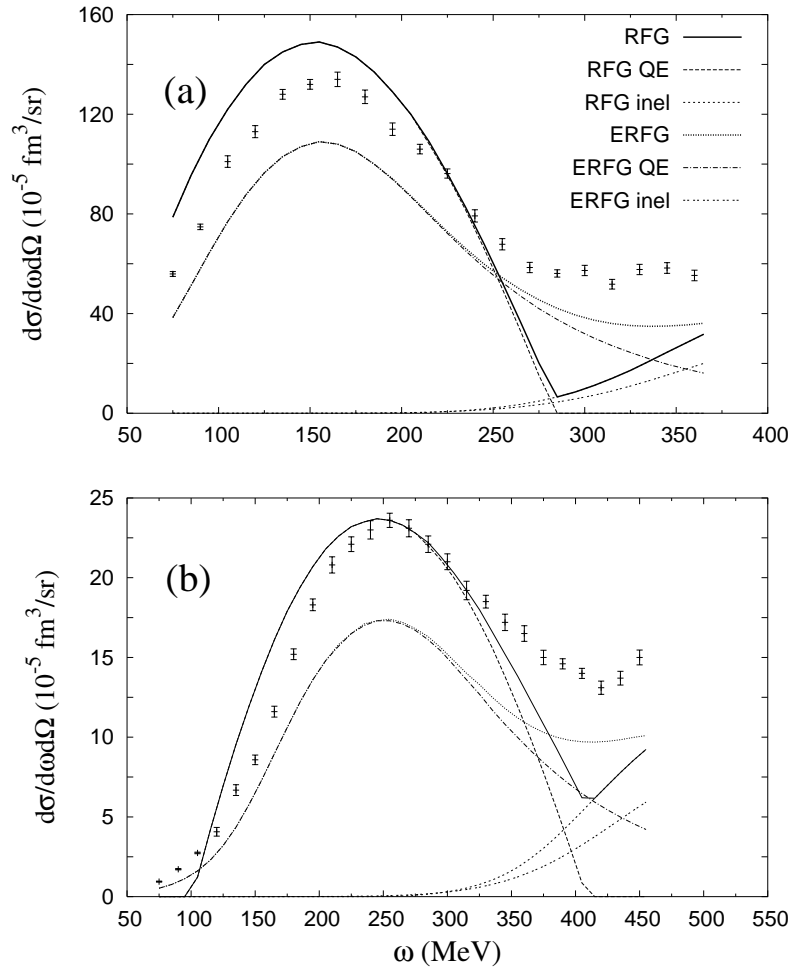 160
120
80
40
0
dσ/dωdΩ (10⁻⁵ fm³/sr)
(a)
RFG
RFG QE
RFG inel
ERFG
ERFG QE
ERFG inel
50 100 150 200 250 300 350 400
25
20
15
10
5
0
dσ/dωdΩ (10⁻⁵ fm³/sr)
(b)
50 100 150 200 250 300 350 400 450 500 550
ω (MeV)